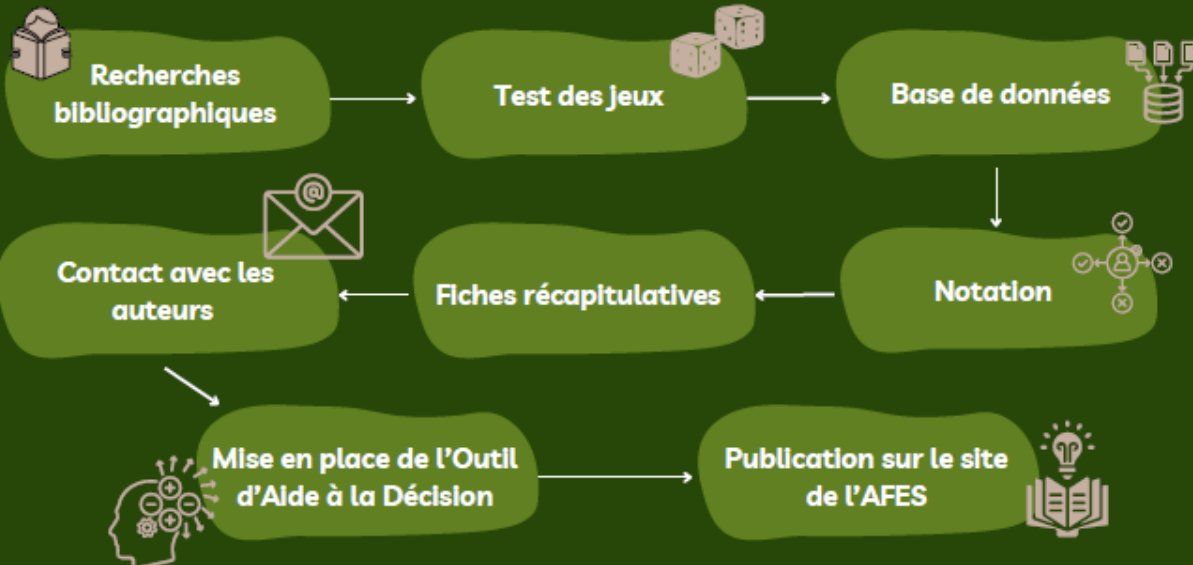 Recherches
bibliographiques
Test des jeux
Base de données
Notation
Fiches récapitulatives
Contact avec les
auteurs
Mise en place de l'Outil
d'Aide à la Décision
Publication sur le site
de l'AFES